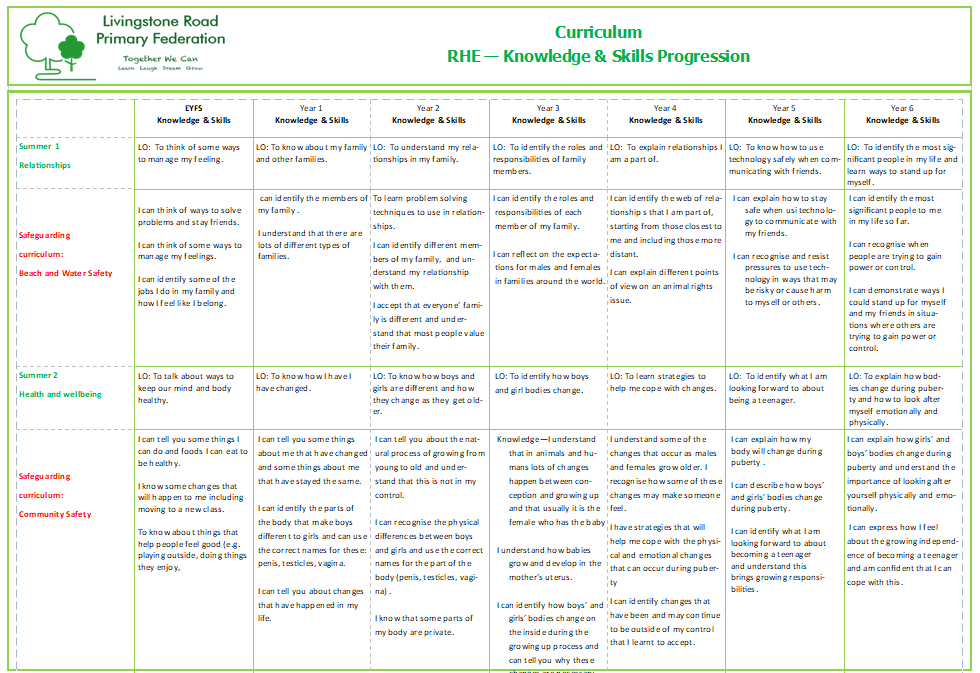 Livingstone Road
Primary Federation
Together We Can
Learn Laugh Dream Grow
Curriculum
RHE — Knowledge & Skills Progression
EYFS
Knowledge & Skills
Year 1
Knowledge & Skills
Year 2
Knowledge & Skills
Year 3
Knowledge & Skills
Year 4
Knowledge & Skills
Year 5
Knowledge & Skills
Year 6
Knowledge & Skills
Summer 1
Relationships
LO: To think of some ways
to manage my feeling.
LO: To know about my family
and other families.
LO: To understand my rela-
tionships in my family.
LO: To identify the roles and
responsibilities of family
members.
LO: To explain relationships I
am a part of.
LO: To know how to use
technology safely when com-
municating with friends.
LO: To identify the most sig-
nificant people in my life and
learn ways to stand up for
myself.
Safeguarding
curriculum:
Beach and Water Safety
I can think of ways to solve
problems and stay friends.
I can think of some ways to
manage my feelings.
I can identify some of the
jobs I do in my family and
how I feel like I belong.
can identify the members of
my family .
I understand that there are
lots of different types of
families.
To learn problem solving
techniques to use in relation-
ships.
I can identify different mem-
bers of my family, and un-
derstand my relationship
with them.
I accept that everyone' fami-
ly is different and under-
stand that most people value
their family.
I can identify the roles and
responsibilities of each
member of my family.
I can reflect on the expecta-
tions for males and females
in families around the world.
I can identify the web of rela-
tionship s that I am part of,
starting from those closest to
me and including those more
distant.
I can explain different points
of view on an animal rights
issue.
I can explain how to stay
safe when usi technolo-
gy to communicate with
my friends.
I can recognise and resist
pressures to use tech-
nology in ways that may
be risky or cause harm
to myself or others.
I can identify the most
significant people to me
in my life so far.
I can recognise when
people are trying to gain
power or control.
I can demonstrate ways I
could stand up for myself
and my friends in situa-
tions where others are
trying to gain power or
control.
Summer 2
Health and wellbeing
LO: To talk about ways to
keep our mind and body
healthy.
LO: To know how I have I
have changed.
LO: To know how boys and
girls are different and how
they change as they get old-
er.
LO: To identify how boys
and girl bodies change.
LO: To learn strategies to
help me cope with changes.
LO: To identify what I am
looking forward to about
being a teenager.
LO: To explain how bod-
ies change during puber-
ty and how to look after
myself emotionally and
physically.
Safeguarding
curriculum:
Community Safety
I can tell you some things I
can do and foods I can eat to
be healthy.
I know some changes that
will happen to me including
moving to a new class.
To know about things that
help people feel good (e.g.
playing outside, doing things
they enjoy,
I can tell you some things
about me that have changed
and some things about me
that have stayed the same.
I can identify the parts of
the body that make boys
different to girls and can use
the correct names for these:
penis, testicles, vagina.
I can tell you about changes
that have happened in my
life.
I can tell you about the nat-
ural process of growing from
young to old and under-
stand that this is not in my
control.
I can recognise the physical
differences between boys
and girls and use the correct
names for the part of the
body (penis, testicles, vagi-
na) .
I know that some parts of
my body are private.
Knowledge—I understand
that in animals and hu-
mans lots of changes
happen between con-
ception and growing up
and that usually it is the
female who has the baby
I understand how babies
grow and develop in the
mother's uterus.
I can identify how boys' and
girls' bodies change on
the inside during the
growing up process and
can tell you why these
changes are necessary
I understand some of the
changes that occur as males
and females grow older. I
recognise how some of these
changes may make someone
feel.
I have strategies that will
help me cope with the physi-
cal and emotional changes
that can occur during puber-
ty
I can identify changes that
have been and may continue
to be outside of my control
that I learnt to accept.
I can explain how my
body will change during
puberty .
I can describe how boys'
and girls' bodies change
during puberty.
I can identify what I am
looking forward to about
becoming a teenager
and understand this
brings growing responsi-
bilities.
I can explain how girls' and
boys' bodies change during
puberty and understand the
importance of looking after
yourself physically and emo-
tionally.
I can express how I feel
about the growing independ-
ence of becoming a teenager
and am confident that I can
cope with this.